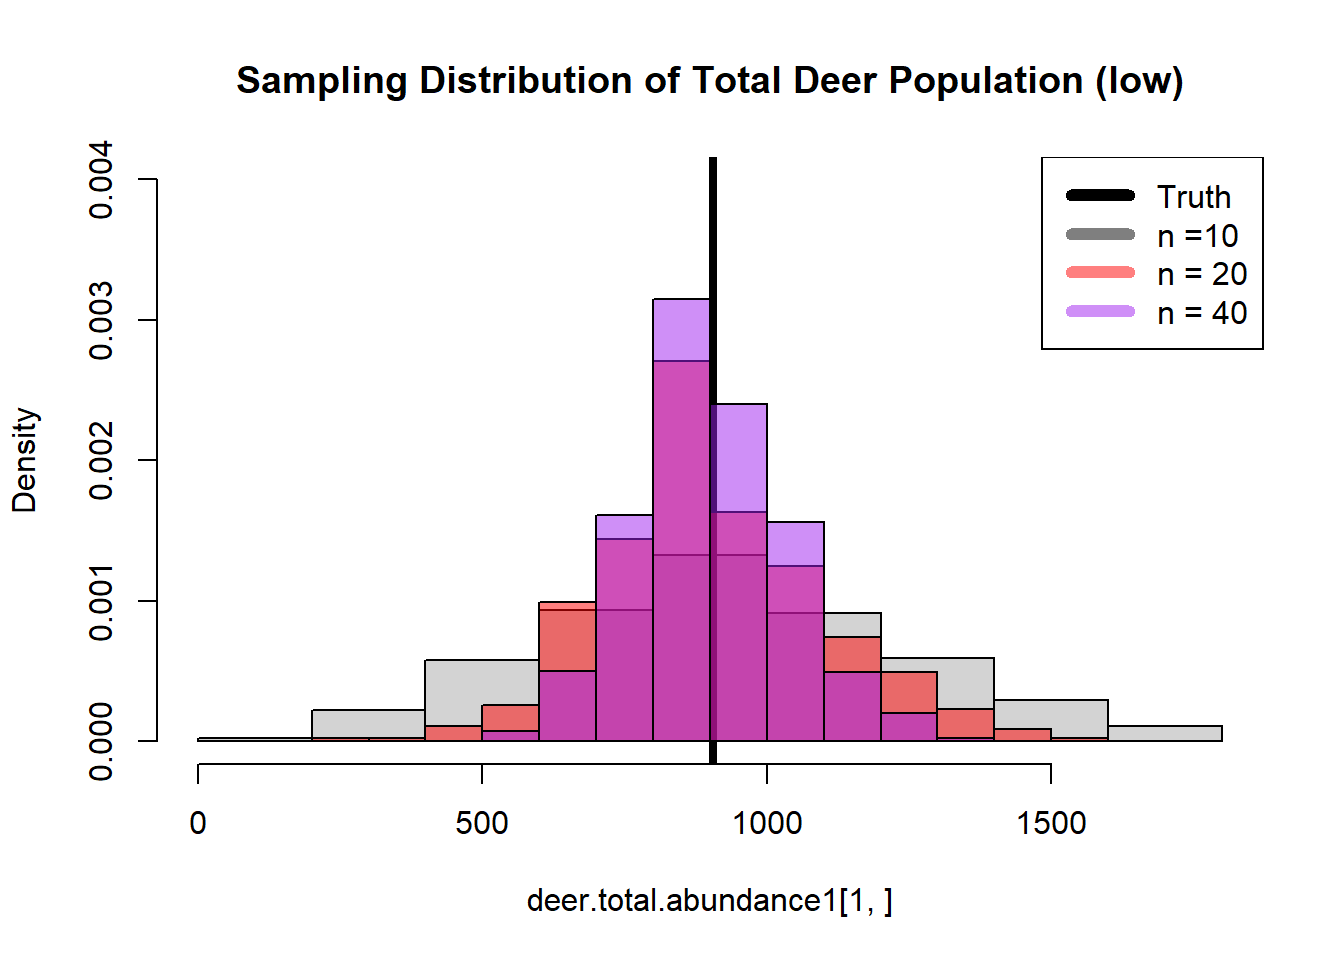 Sampling Distribution of Total Deer Population (low)
Truth
n =10
n = 20
n = 40
Density
0.004
0.003
0.002
0.001
0.000
0
500
1000
1500
deer.total.abundance1[1, ]